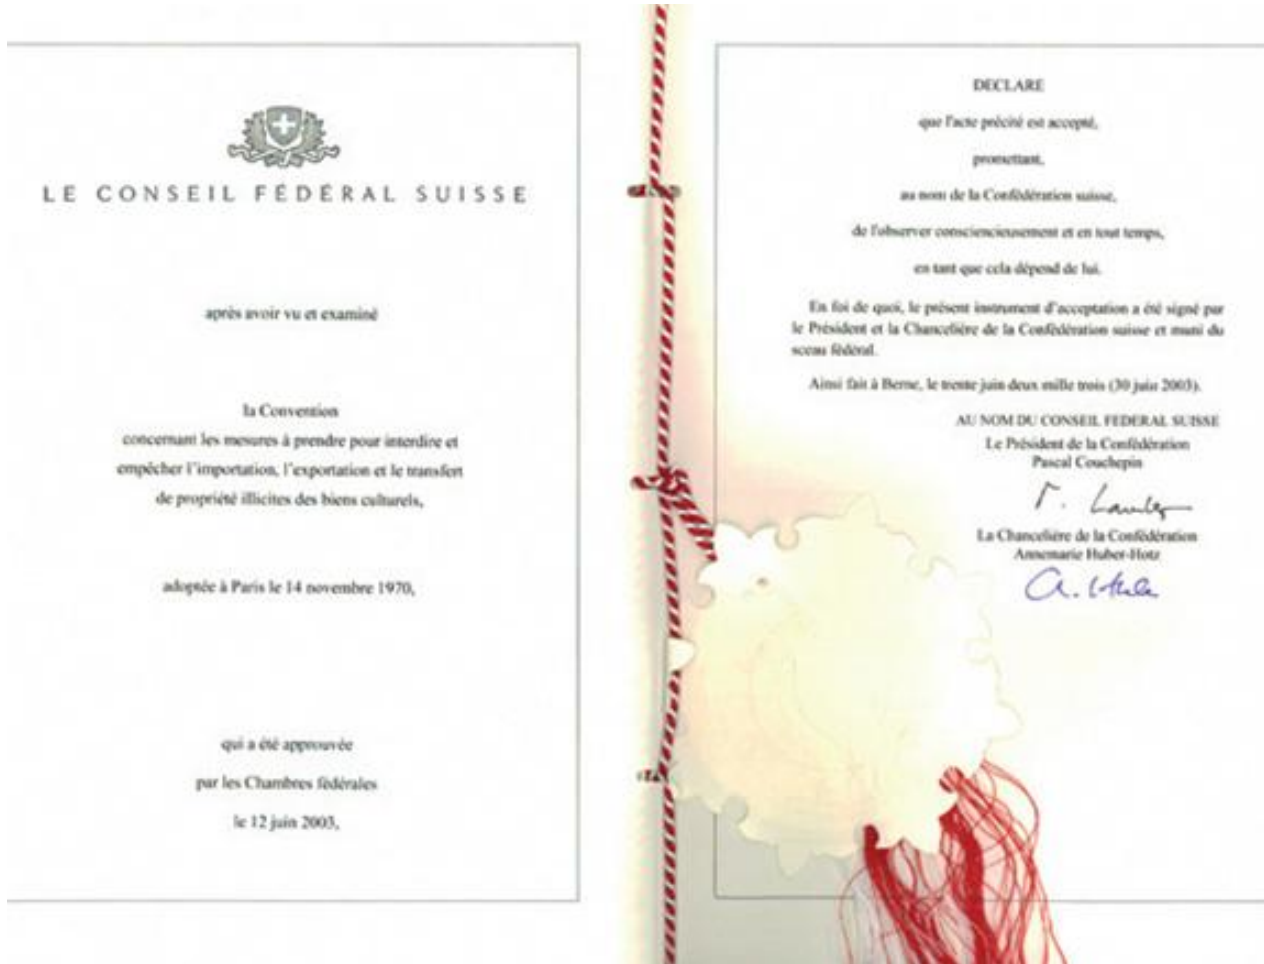 LE CONSEIL FÉDÉRAL SUISSE
après avoir vu et examiné
la Convention
concernant les mesures à prendre pour interdire et
empêcher l'importation, l'exportation et le transfert
de propriété illicites des biens culturels,
adoptée à Paris le 14 novembre 1970,
qui a été approuvée
par les Chambres fédérales
le 12 juin 2003,
DECLARE
que l'acte précité est accepté,
promettant,
au nom de la Confédération suisse,
de l'observer consciencieusement et en tout temps,
en tant que cela dépend de lui.
En foi de quoi, le présent instrument d'acceptation a été signé par
le Président et la Chancelière de la Confédération suisse et muni du
sceau fédéral.
Ainsi fait à Berne, le trente juin deux mille trois (30 juin 2003).
AU NOM DU CONSEIL FEDERAL SUISSE
Le Président de la Confédération
Pascal Couchepin
La Chancelière de la Confédération
Annemarie Huber-Hotz